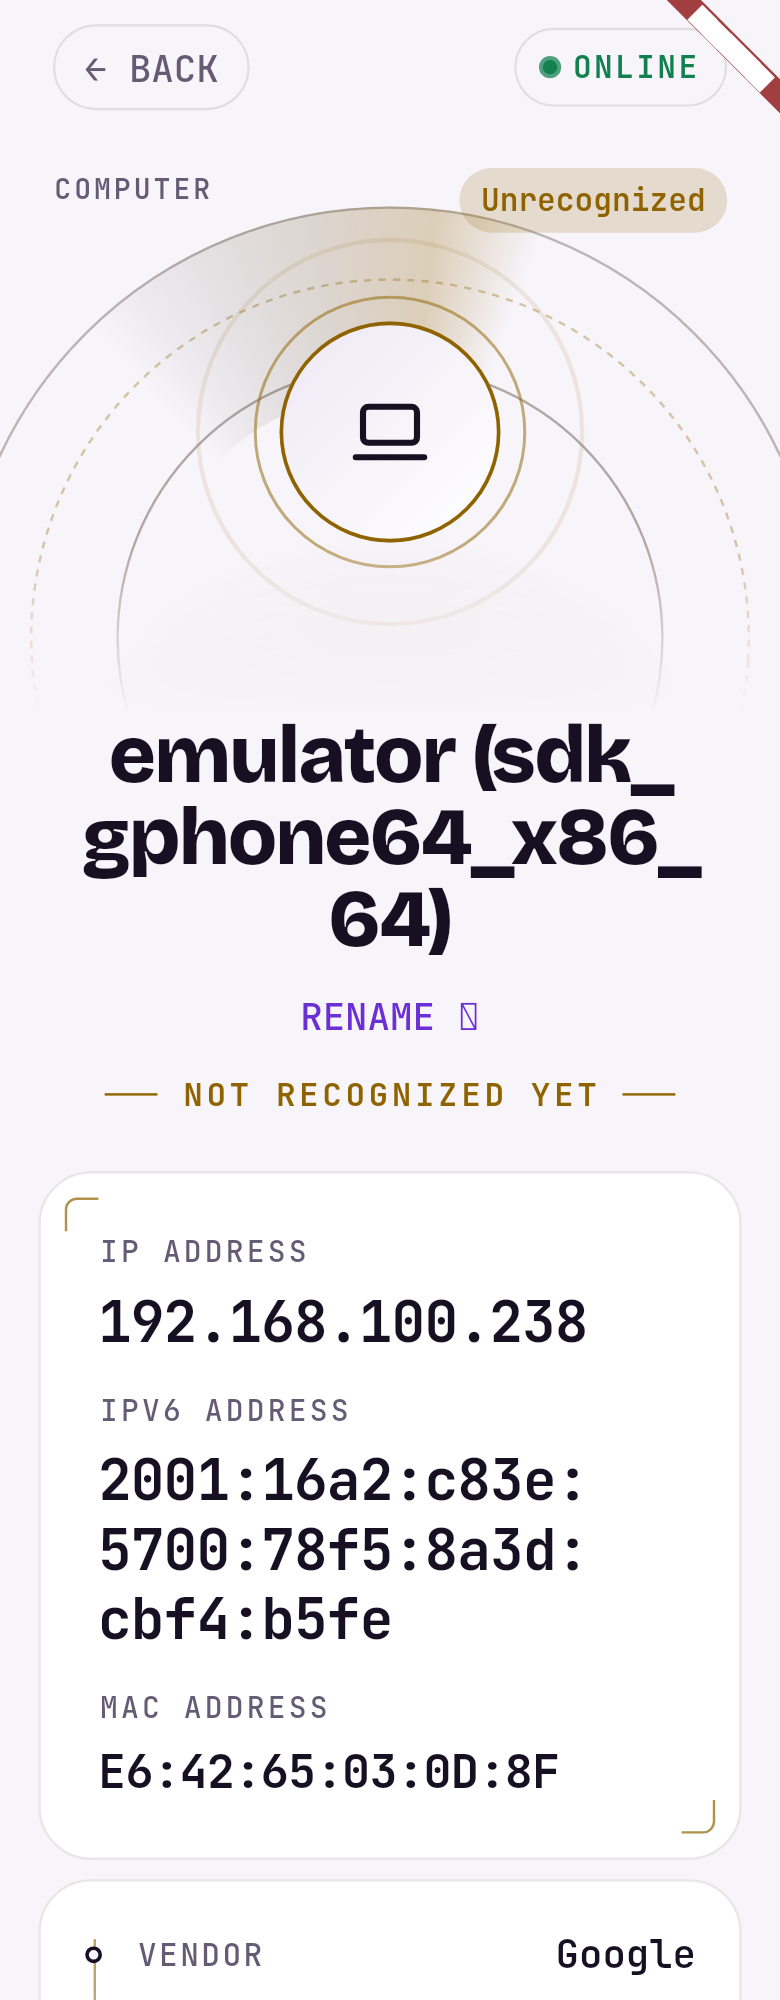 ← BACK
ONLINE
COMPUTER
Unrecognized
emulator (sdk_
gphone64_x86_
64)
RENAME
NOT RECOGNIZED YET
IP ADDRESS
192.168.100.238
IPV6 ADDRESS
2001:16a2:c83e:
5700:78f5:8a3d:
cbf4:b5fe
MAC ADDRESS
E6:42:65:03:0D:8F
VENDOR
Google